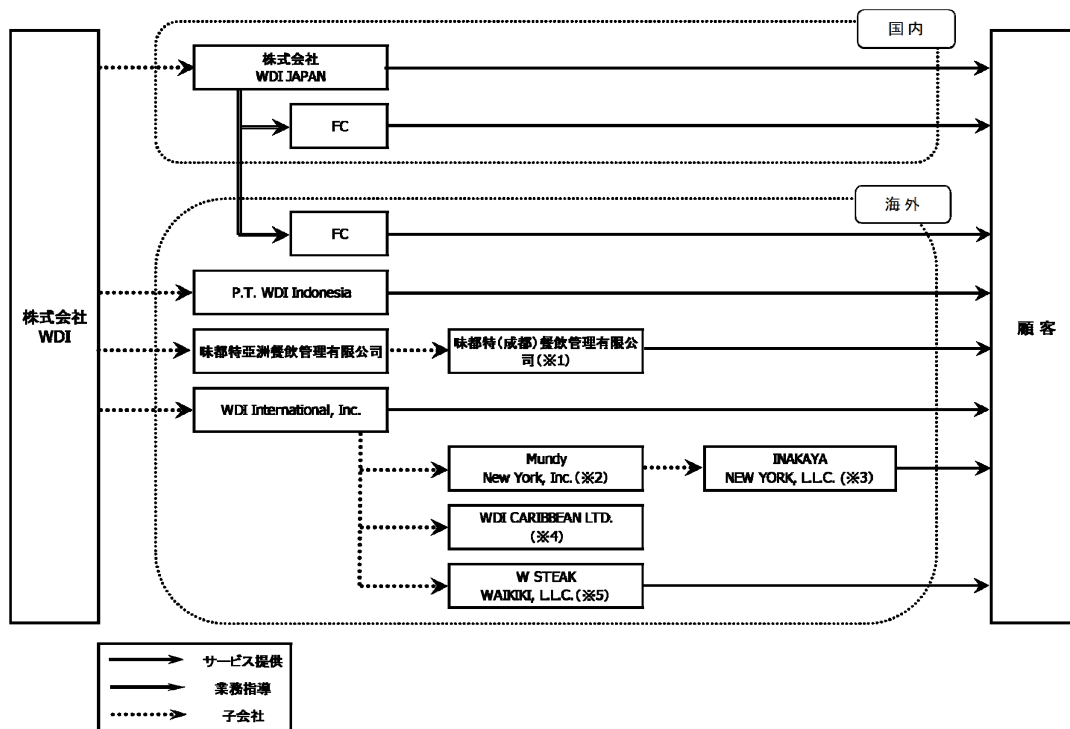 国内
株式会社
WDI JAPAN
FC
海外
FC
P.T. WDI Indonesia
株式会社
WDI
顧客
味都特亞洲餐飲管理有限公司
味都特(成都)餐飲管理有限公
司(※1)
WDI International, Inc.
Mundy
New York, Inc.(※2)
INAKAYA
NEW YORK, L.L.C. (※3)
WDI CARIBBEAN LTD.
(※4)
W STEAK
WAIKIKI, L.L.C.(※5)
サービス提供
業務指導
子会社